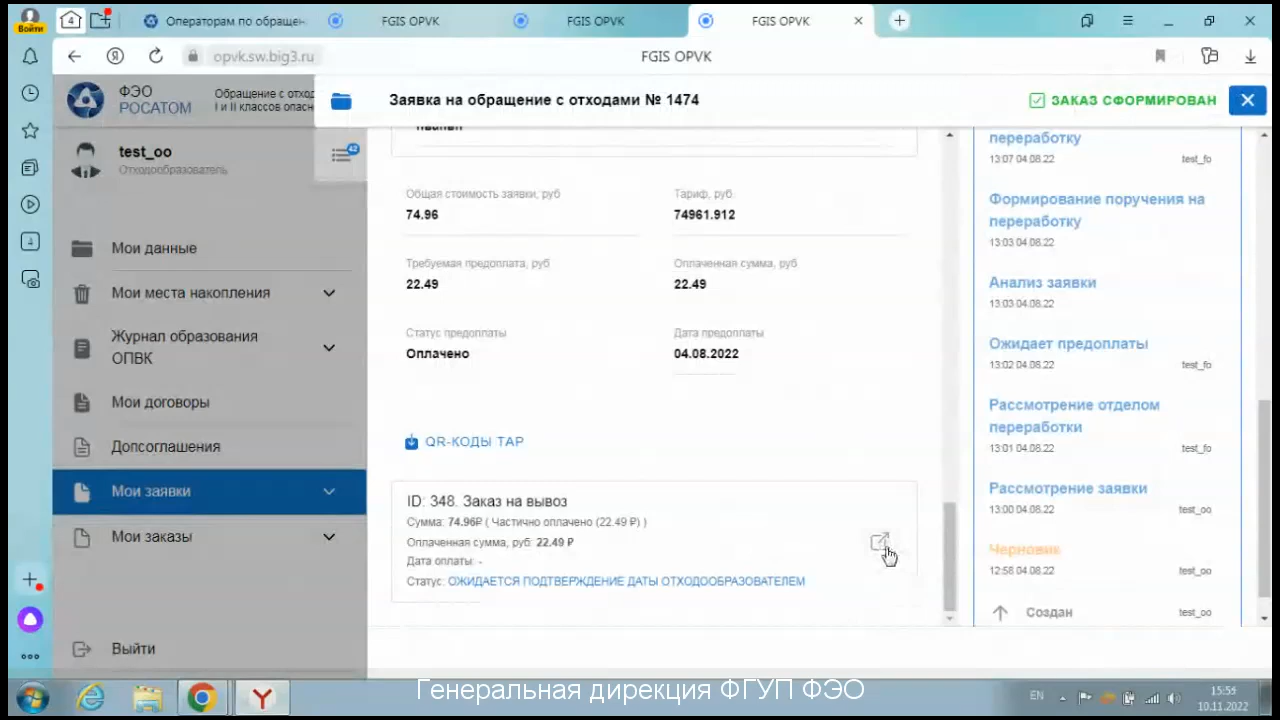 Войти
4
Операторам по обращен
FGIS OPVK
FGIS OPVK
FGIS OPVK
opvk.sw.big3.ru
FGIS OPVK
4
ФЭО
РОСАТОМ
Обращение с отход
I и II классов опасн
Заявка на обращение с отходами № 1474
ЗАКАЗ СФОРМИРОВАН
test_oo
Отходообразователь
Мои данные
Мои места накопления
Журнал образования
ОПВК
Мои договоры
Допсоглашения
Мои заявки
Мои заказы
Выйти
Общая стоимость заявки, руб
74.96
Тариф, руб
74961.912
Требуемая предоплата, руб
22.49
Оплаченная сумма, руб
22.49
Статус предоплаты
Оплачено
Дата предоплаты
04.08.2022
QR-КОДЫ ТАР
ID: 348. Заказ на вывоз
Сумма: 74.96₽ ( Частично оплачено (22.49 ₽) )
Оплаченная сумма, руб: 22.49 ₽
Дата оплаты: -
Статус: ОЖИДАЕТСЯ ПОДТВЕРЖДЕНИЕ ДАТЫ ОТХОДООБРАЗОВАТЕЛЕМ
переработку
13:07 04.08.22 test_fo
Формирование поручения на
переработку
13:03 04.08.22
Анализ заявки
13:03 04.08.22
Ожидает предоплаты
13:02 04.08.22 test_fo
Рассмотрение отделом
переработки
13:01 04.08.22 test_fo
Рассмотрение заявки
13:00 04.08.22 test_oo
Черновик
12:58 04.08.22 test_oo
Создан test_oo
Генеральная дирекция ФГУП ФЭО
EN
10.11.2022